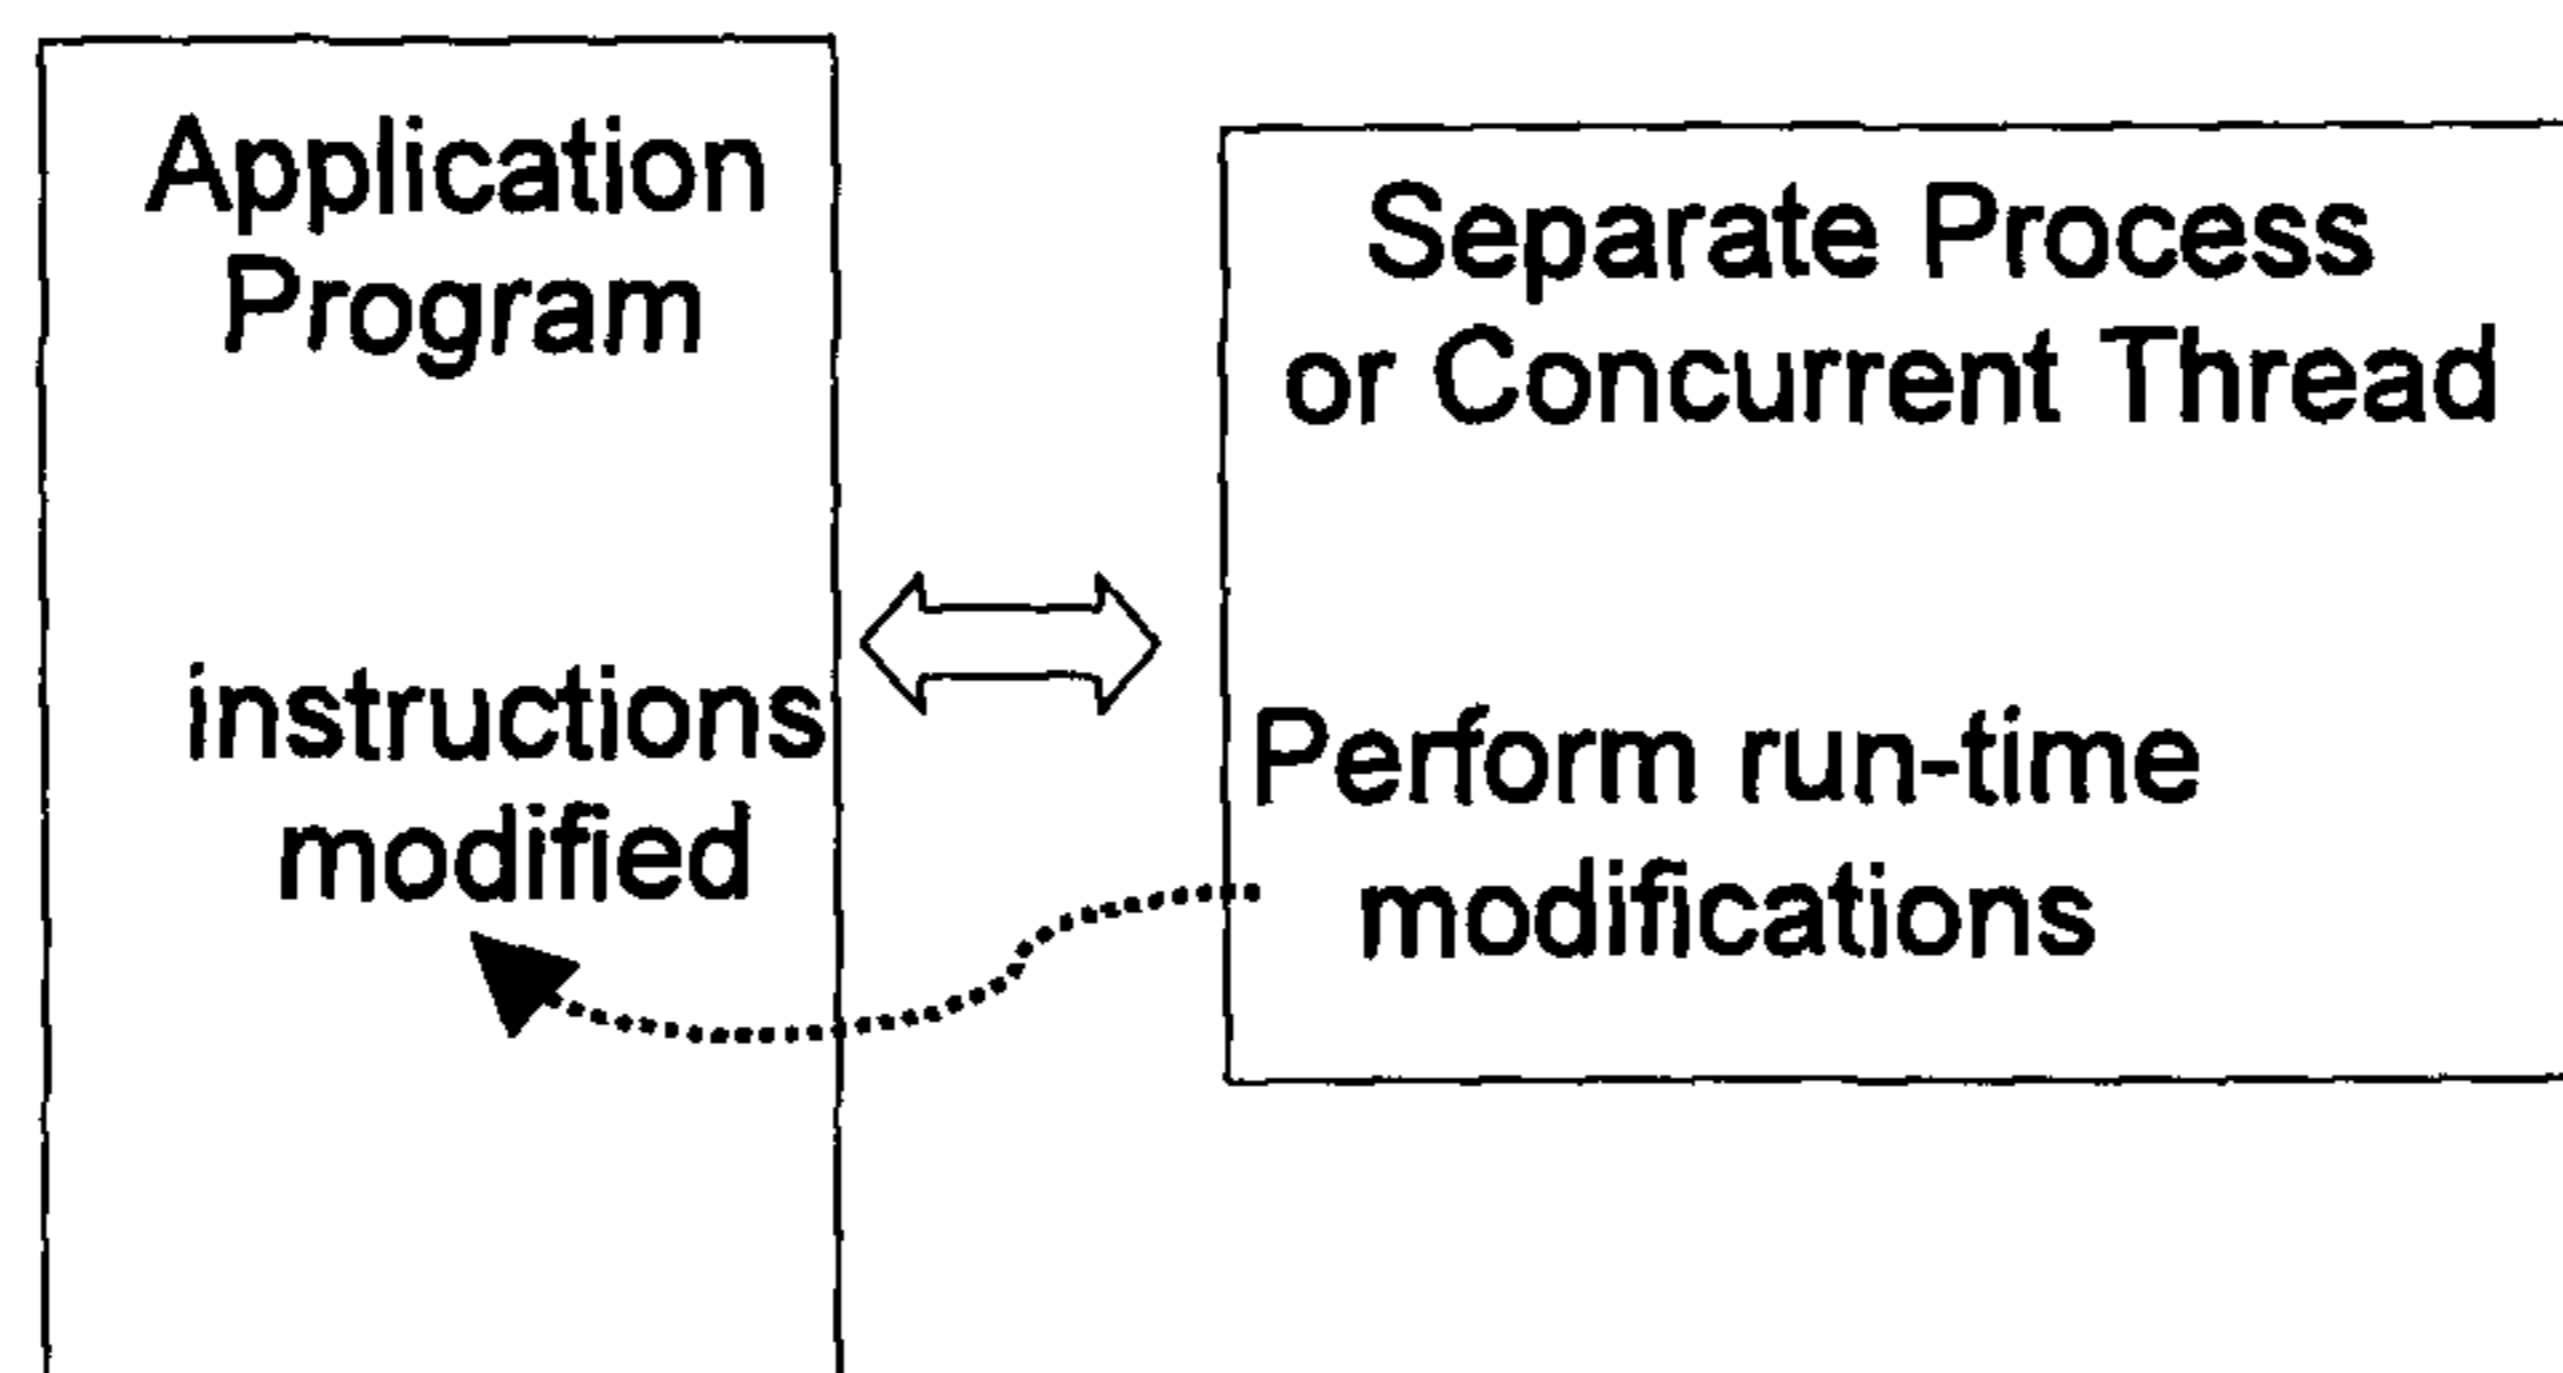 Application
Program
instructions
modified
Separate Process
or Concurrent Thread
Perform run-time
modifications